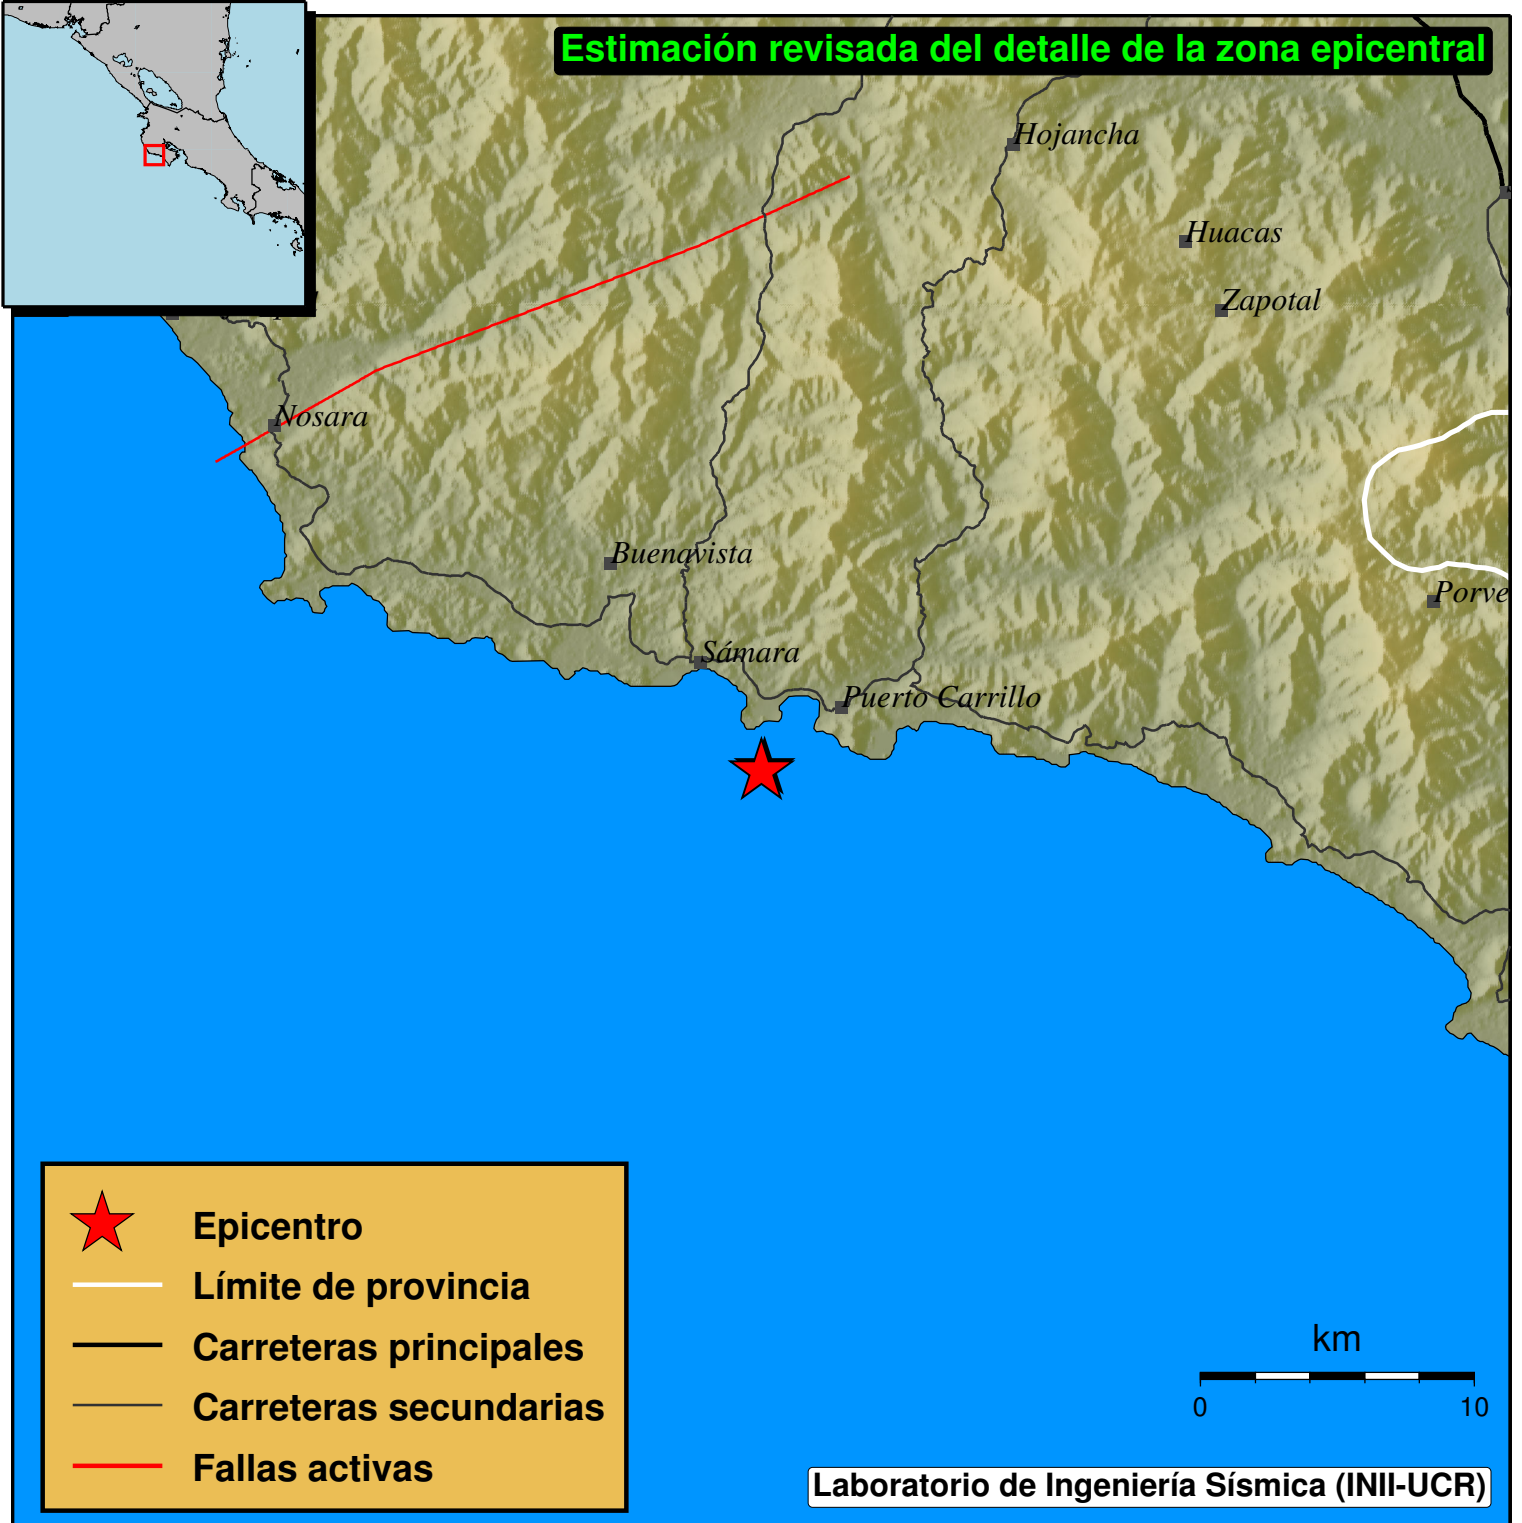 Estimación revisada del detalle de la zona epicentral
Hojancha
Huacas
Zapotal
Nosara
Buenavista
Porve
Sámara
Puerto Carrillo
Epicentro
Límite de provincia
Carreteras principales
Carreteras secundarias
Fallas activas
km
0 10
Laboratorio de Ingeniería Sísmica (INII-UCR)